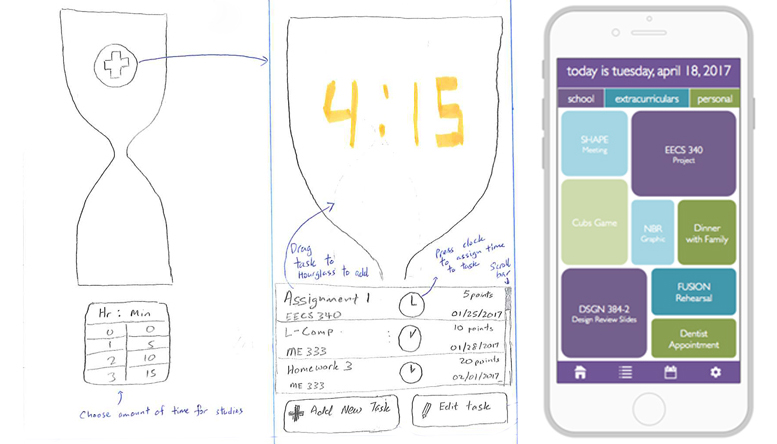 Hr : Min
0 0
1 5
2 10
3 15
Choose amount of time for studies
4:15
Drag
task to
Hourglass to add
Press clock
to assign time
to task
Scroll
bar
Assignment 1 5 points
EECS 340 01/25/2017
L-Comp 10 points
ME 333 01/28/2017
Homework 3 20 points
ME 333 02/01/2017
Add New Task
Edit task
today is tuesday, april 18, 2017
school extracurriculars personal
SHAPE
Meeting
EECS 340
Project
Cubs Game
NBR
Graphic
Dinner
with Family
DSGN 384-2
Design Review Slides
FUSION
Rehearsal
Dentist
Appointment